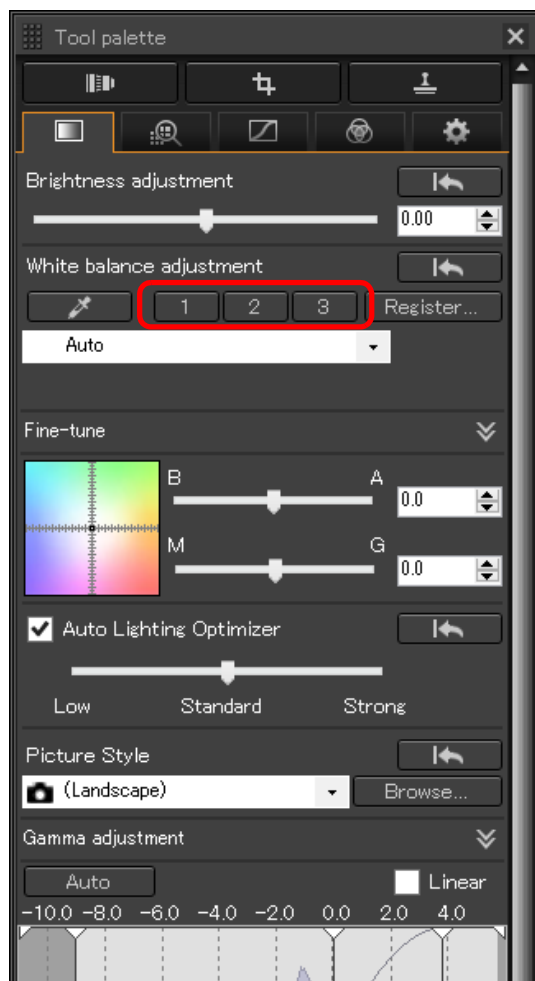 Tool palette
Brightness adjustment
0.00
White balance adjustment
1 2 3 Register...
Auto
Fine-tune
B A
0.0
M G
0.0
Auto Lighting Optimizer
Low Standard Strong
Picture Style
(Landscape) Browse...
Gamma adjustment
Auto Linear
-10.0 -8.0 -6.0 -4.0 -2.0 0.0 2.0 4.0